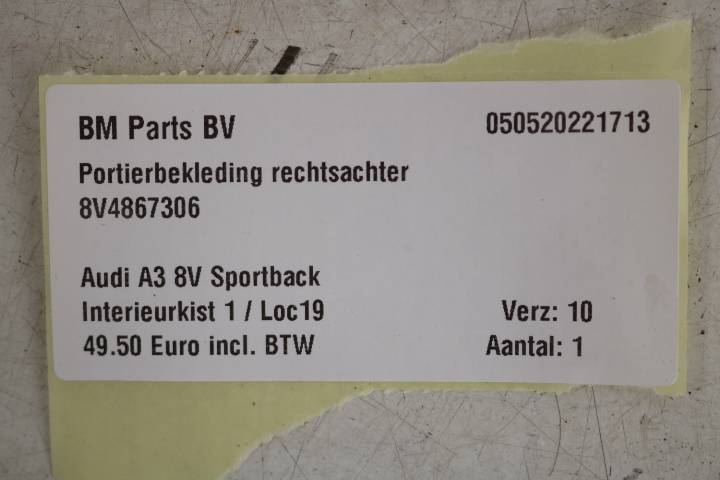 BM Parts BV 050520221713
Portierbekleding rechtsachter
8V4867306
Audi A3 8V Sportback
Interieurkist 1 / Loc19 Verz: 10
49.50 Euro incl. BTW Aantal: 1